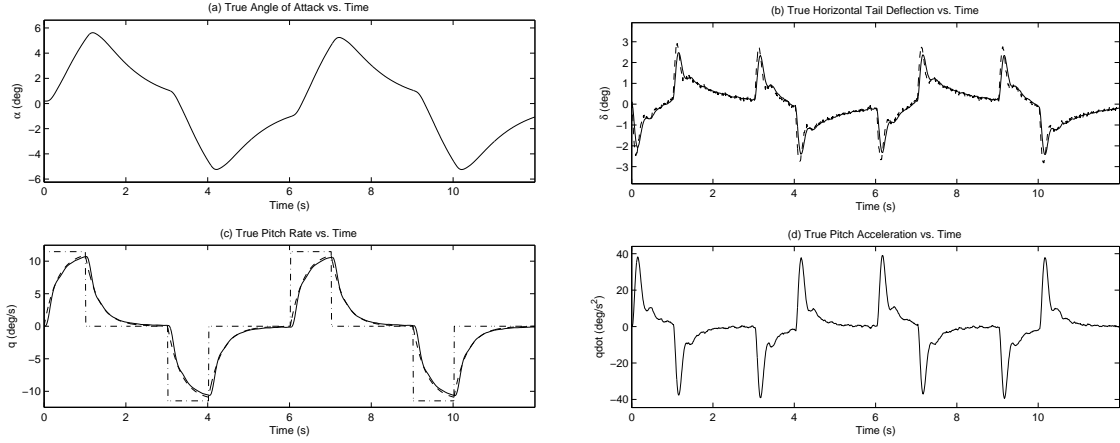 (a) True Angle of Attack vs. Time
6
4
2
0
−2
−4
−6
α (deg)
0 2 4 6 8 10
Time (s)
(b) True Horizontal Tail Deflection vs. Time
3
2
1
0
−1
−2
−3
δ (deg)
0 2 4 6 8 10
Time (s)
(c) True Pitch Rate vs. Time
10
5
0
−5
−10
q (deg/s)
0 2 4 6 8 10
Time (s)
(d) True Pitch Acceleration vs. Time
40
20
0
−20
−40
qdot (deg/s²)
0 2 4 6 8 10
Time (s)